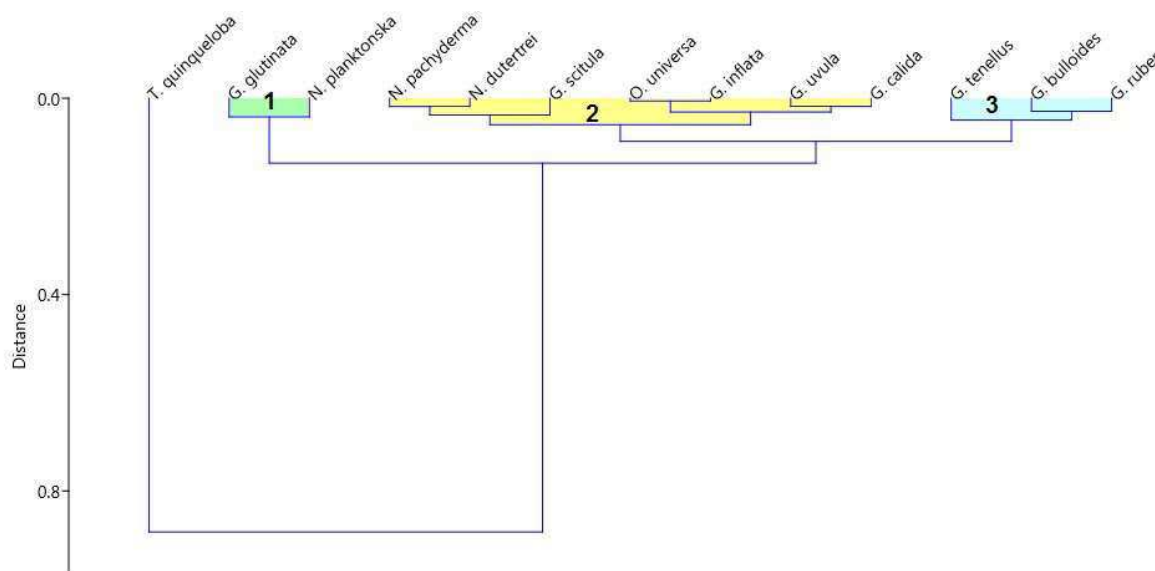 T. quinqueloba
G. glutinata
N. planktonska
N. pachyderma
N. dutertrei
G. scitula
O. universa
G. inflata
G. uvula
G. calida
G. tenellus
G. bulloides
G. ruber
1
2
3
0.0
0.4
0.8
Distance